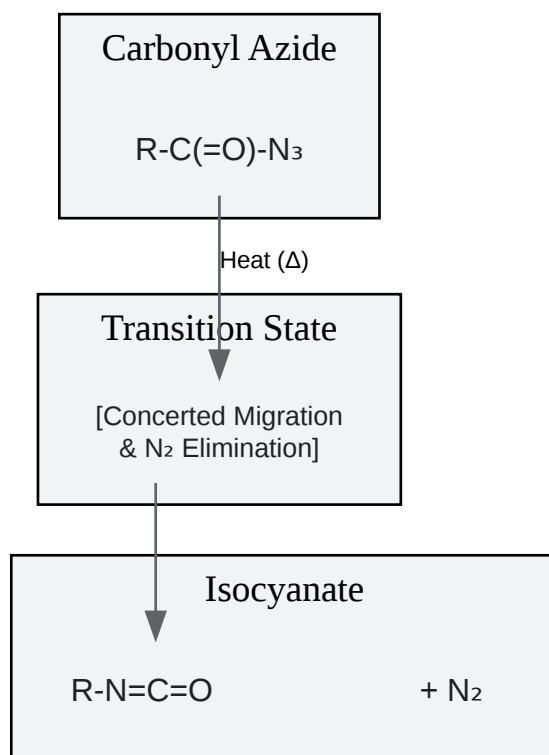 Carbonyl Azide
R-C(=O)-N₃
Heat (Δ)
Transition State
[Concerted Migration
& N₂ Elimination]
Isocyanate
R-N=C=O + N₂